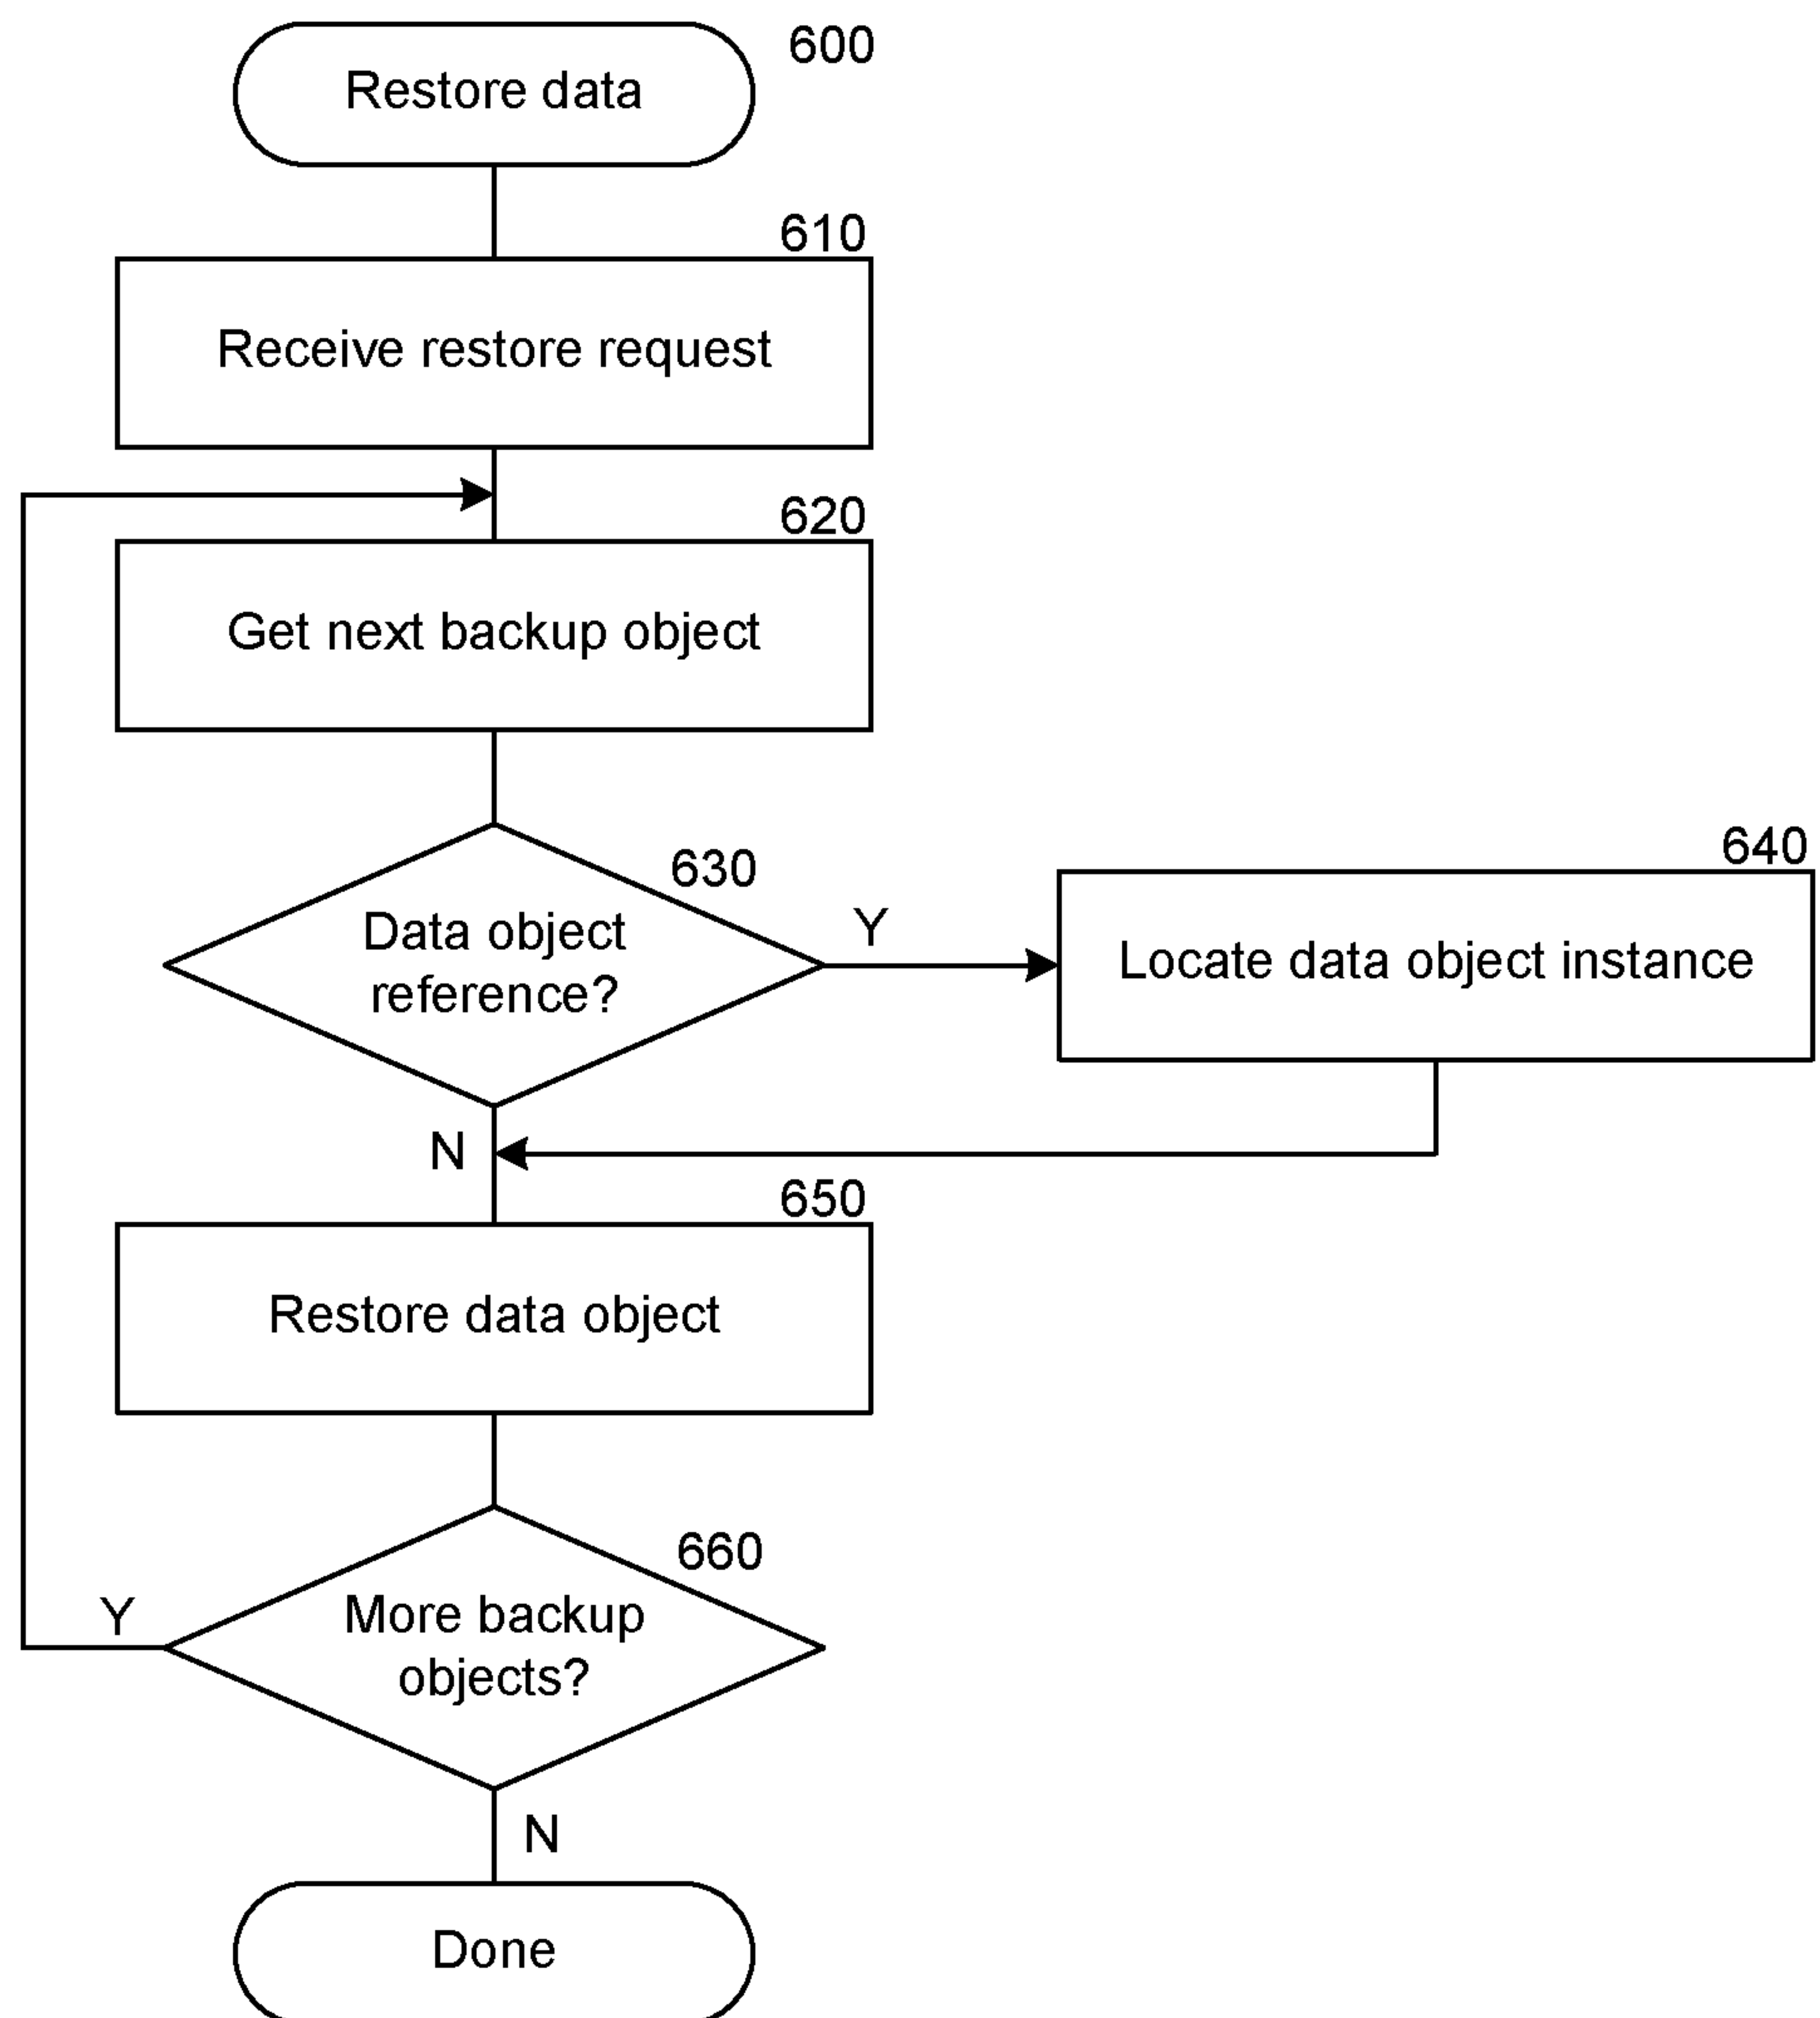 600
Restore data
610
Receive restore request
620
Get next backup object
630
Data object
reference?
Y
640
Locate data object instance
N
650
Restore data object
660
More backup
objects?
Y
N
Done